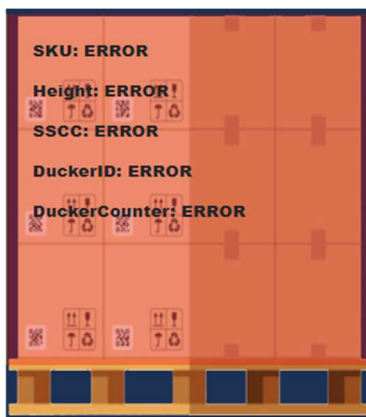 SKU: ERROR
Height: ERROR
SSCC: ERROR
DuckerID: ERROR
DuckerCounter: ERROR